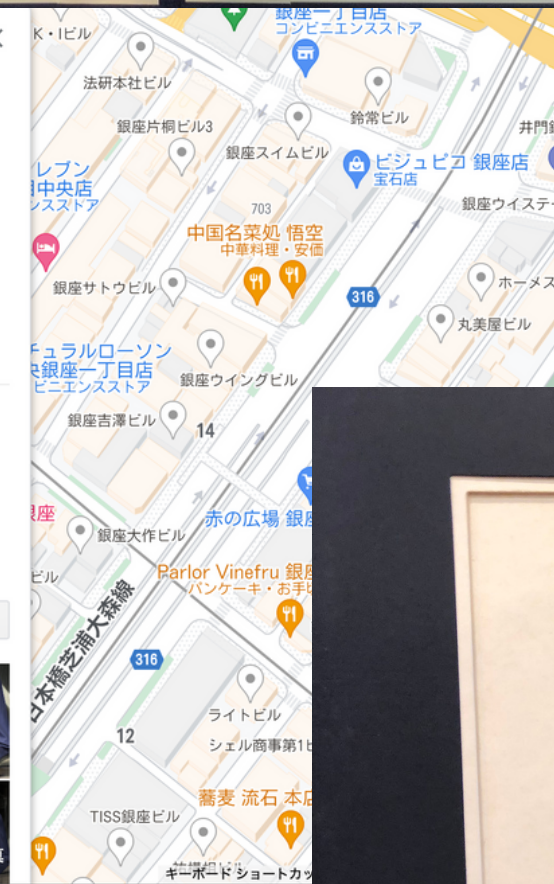 銀座一丁目店
コンビニエンスストア
K・Iビル
法研本社ビル
鈴常ビル
銀座片桐ビル3
銀座スイムビル
レブン
目中央店
ンスストア
ビジュピコ 銀座店
宝石店
銀座ウイステ
703
中国名菜処 悟空
中華料理・安価
銀座サトウビル
316
ホーメス
丸美屋ビル
チュラルローソン
央銀座一丁目店
ビニエンスストア
銀座ウイングビル
銀座吉澤ビル
14
座
赤の広場 銀座
銀座大作ビル
ビル
Parlor Vinefru 銀座
パンケーキ・お手
日本橋芝浦大森線
316
ライトビル
12
シェル商事第1ビ
蕎麦 流石 本店
TISS銀座ビル
キーボード ショートカッ